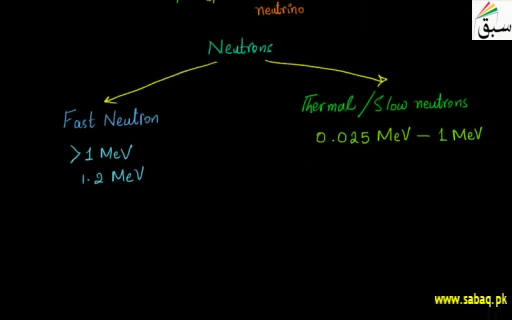 neutrino
سبق
Neutrons
Fast Neutron
Thermal/Slow neutrons
>1 MeV
0.025 MeV – 1 MeV
1.2 MeV
www.sabaq.pk